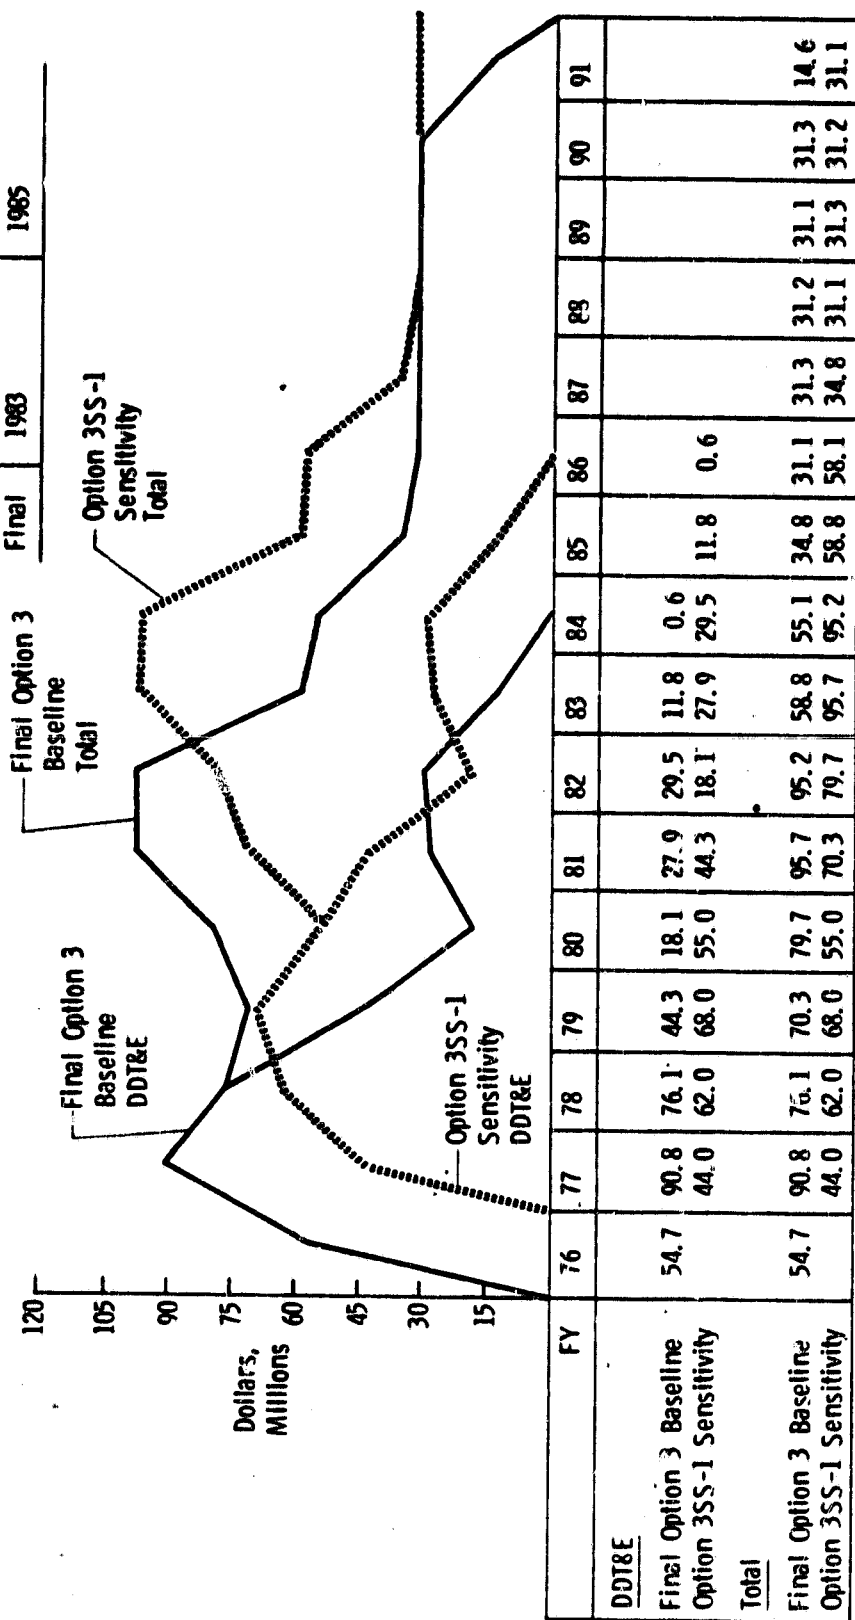 Final 1983 1985
Final Option 3
Baseline
Total
Option 3SS-1
Sensitivity
Total
Final Option 3
Baseline
DDT&E
Option 3SS-1
Sensitivity
DDT&E
120
105
90
75
60
45
30
15
Dollars,
Millions
FY 76 77 78 79 80 81 82 83 84 85 86 87 88 89 90 91
DDT&E
Final Option 3 Baseline 54.7 90.8 76.1 44.3 18.1 27.9 29.5 11.8 0.6
Option 3SS-1 Sensitivity 44.0 62.0 68.0 55.0 44.3 18.1 27.9 29.5 11.8 0.6
Total
Final Option 3 Baseline 54.7 90.8 76.1 70.3 79.7 95.7 95.2 58.8 55.1 34.8 31.1 31.3 31.2 31.1 31.3 14.6
Option 3SS-1 Sensitivity 44.0 62.0 68.0 55.0 70.3 79.7 95.7 95.2 58.8 58.1 34.8 31.1 31.3 31.2 31.1